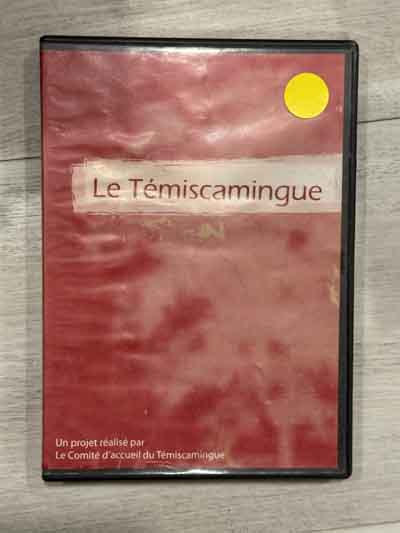 Le Témiscamingue
Un projet réalisé par
Le Comité d'accueil du Témiscamingue